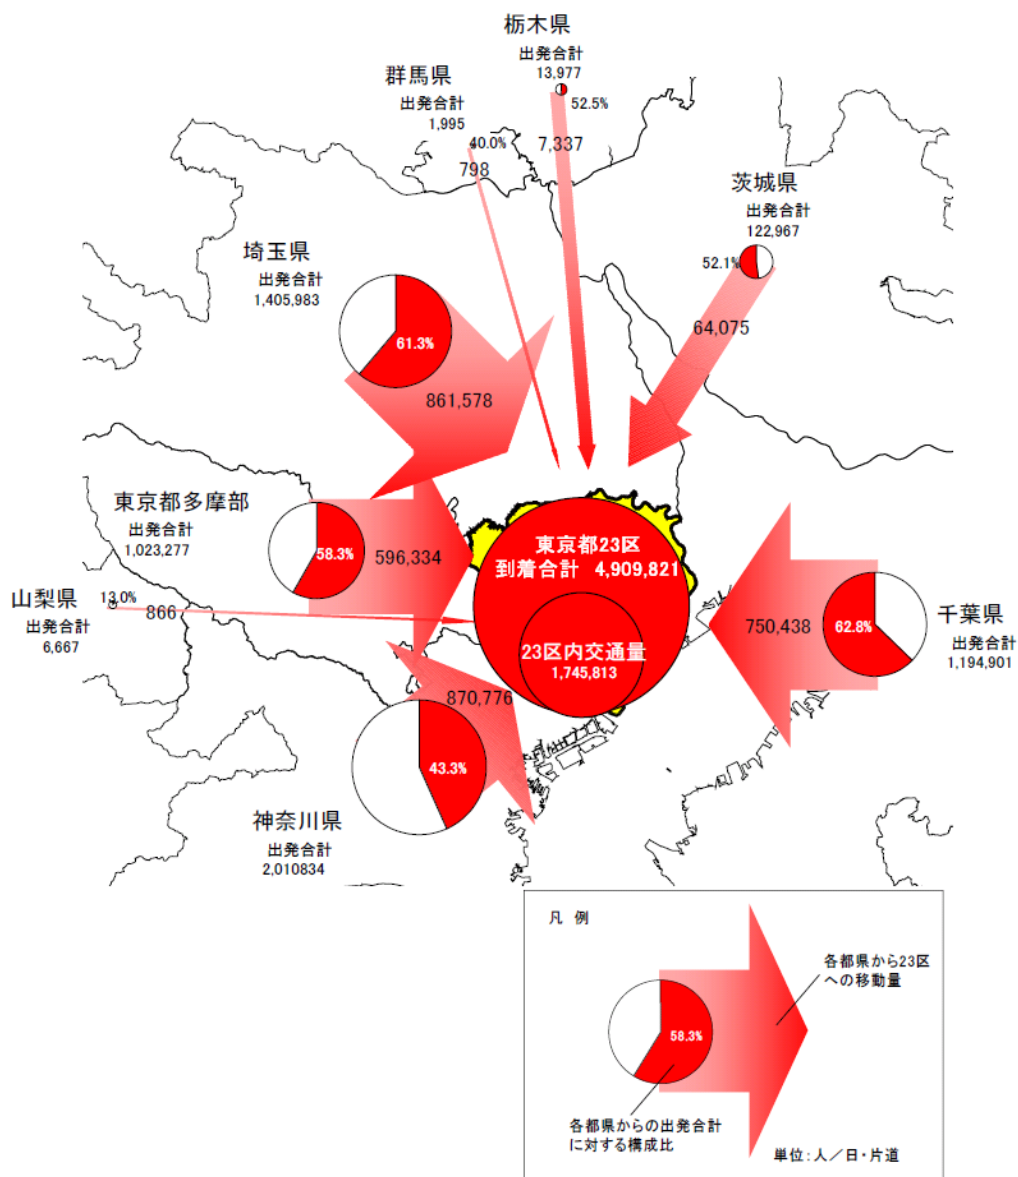 栃木県
出発合計
13,977
52.5%
7,337
群馬県
出発合計
1,995
40.0%
798
茨城県
出発合計
122,967
52.1%
64,075
埼玉県
出発合計
1,405,983
61.3%
861,578
東京都多摩部
出発合計
1,023,277
58.3%
596,334
東京都23区
到着合計 4,909,821
23区内交通量
1,745,813
山梨県
出発合計
6,667
13.0%
866
千葉県
出発合計
1,194,901
62.8%
750,438
870,776
43.3%
神奈川県
出発合計
2,010834
凡 例
各都県から23区
への移動量
58.3%
各都県からの出発合計
に対する構成比
単位:人/日・片道